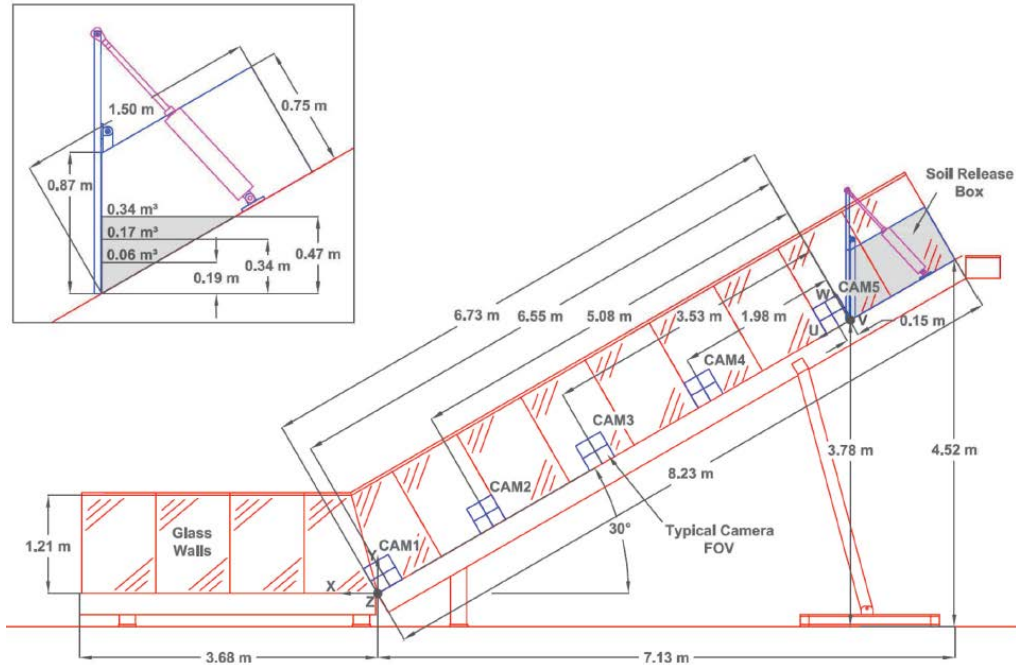 1.50 m
0.75 m
0.87 m
0.34 m³
0.17 m³
0.06 m³
0.19 m
0.34 m
0.47 m
Soil Release
Box
6.73 m
6.55 m
5.08 m
3.53 m
1.98 m
W
CAM5
U
V
0.15 m
CAM4
CAM3
CAM2
CAM1
3.78 m
4.52 m
8.23 m
30°
Typical Camera
FOV
1.21 m
Glass
Walls
Y
X
Z
3.68 m
7.13 m